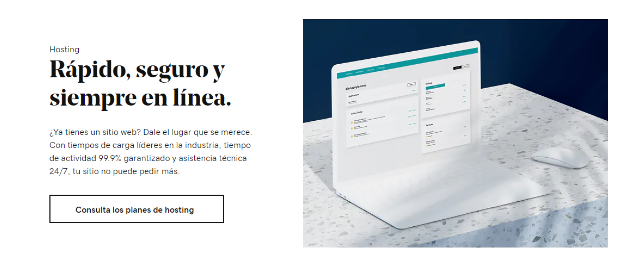 Hosting
Rápido, seguro y
siempre en línea.
¿Ya tienes un sitio web? Dale el lugar que se merece.
Con tiempos de carga líderes en la industria, tiempo
de actividad 99.9% garantizado y asistencia técnica
24/7, tu sitio no puede pedir más.
Consulta los planes de hosting